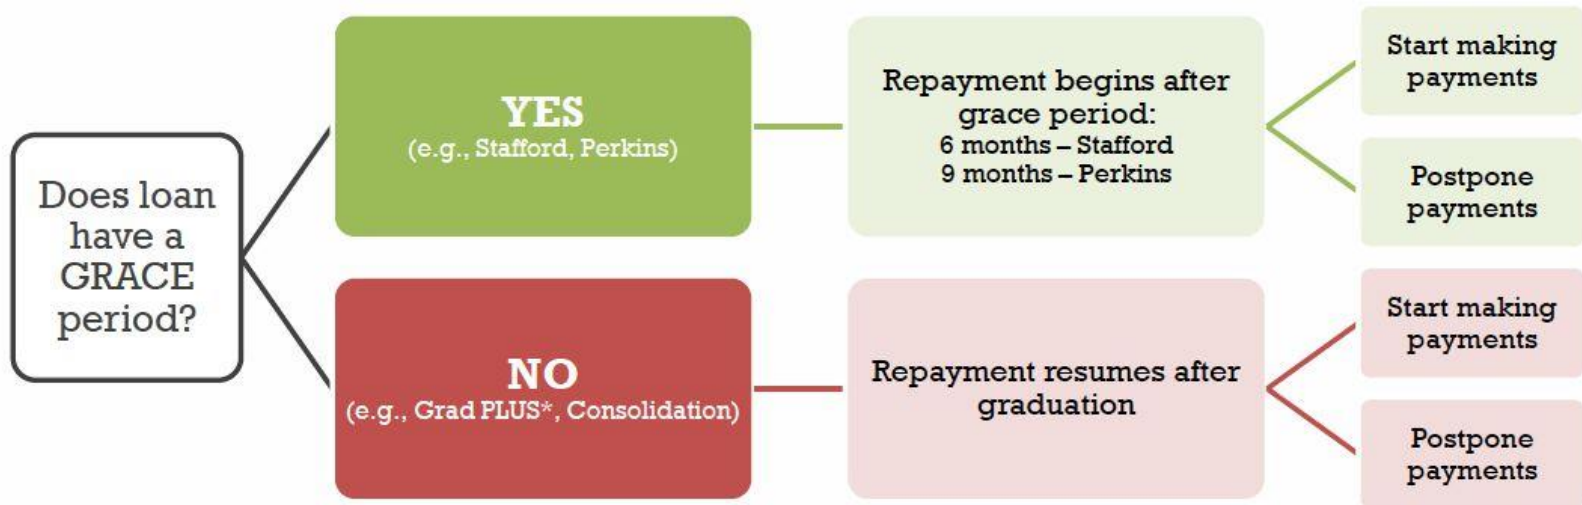 Does loan
have a
GRACE
period?
YES
(e.g., Stafford, Perkins)
Repayment begins after
grace period:
6 months – Stafford
9 months – Perkins
Start making
payments
Postpone
payments
NO
(e.g., Grad PLUS*, Consolidation)
Repayment resumes after
graduation
Start making
payments
Postpone
payments